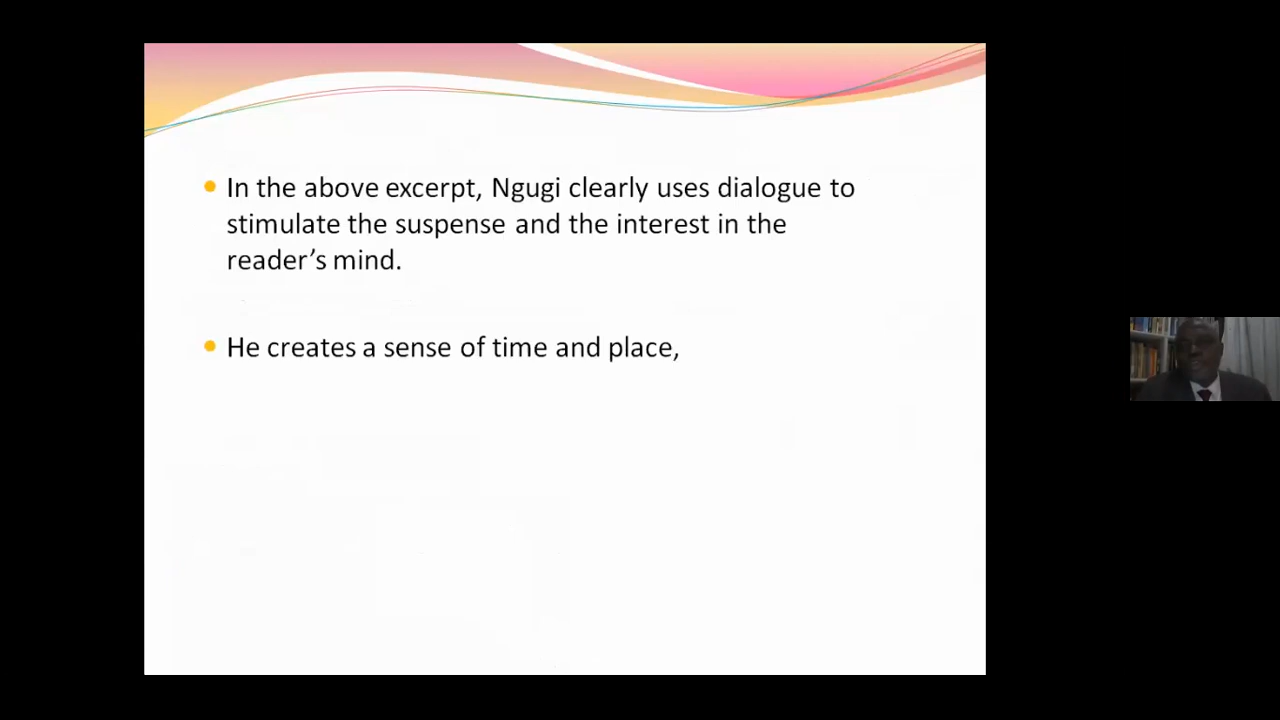 In the above excerpt, Ngugi clearly uses dialogue to
stimulate the suspense and the interest in the
reader’s mind.
He creates a sense of time and place,